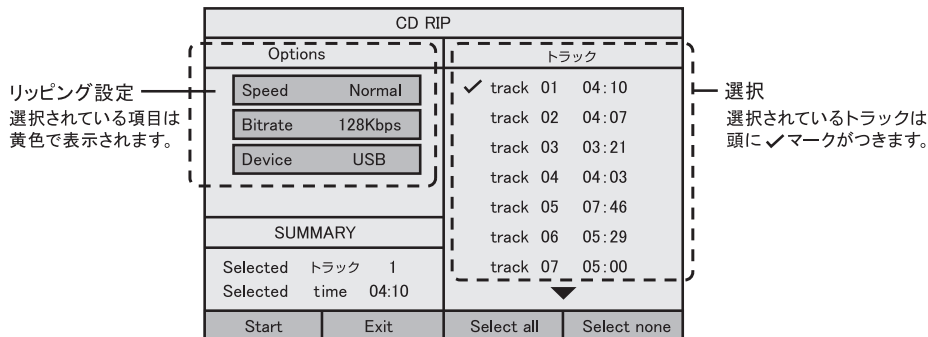 CD RIP
Options
Speed Normal
Bitrate 128Kbps
Device USB
SUMMARY
Selected トラック 1
Selected time 04:10
トラック
✓ track 01 04:10
track 02 04:07
track 03 03:21
track 04 04:03
track 05 07:46
track 06 05:29
track 07 05:00
Start Exit Select all Select none
リッピング設定
選択されている項目は
黄色で表示されます。
選択
選択されているトラックは
頭に✓マークがつきます。